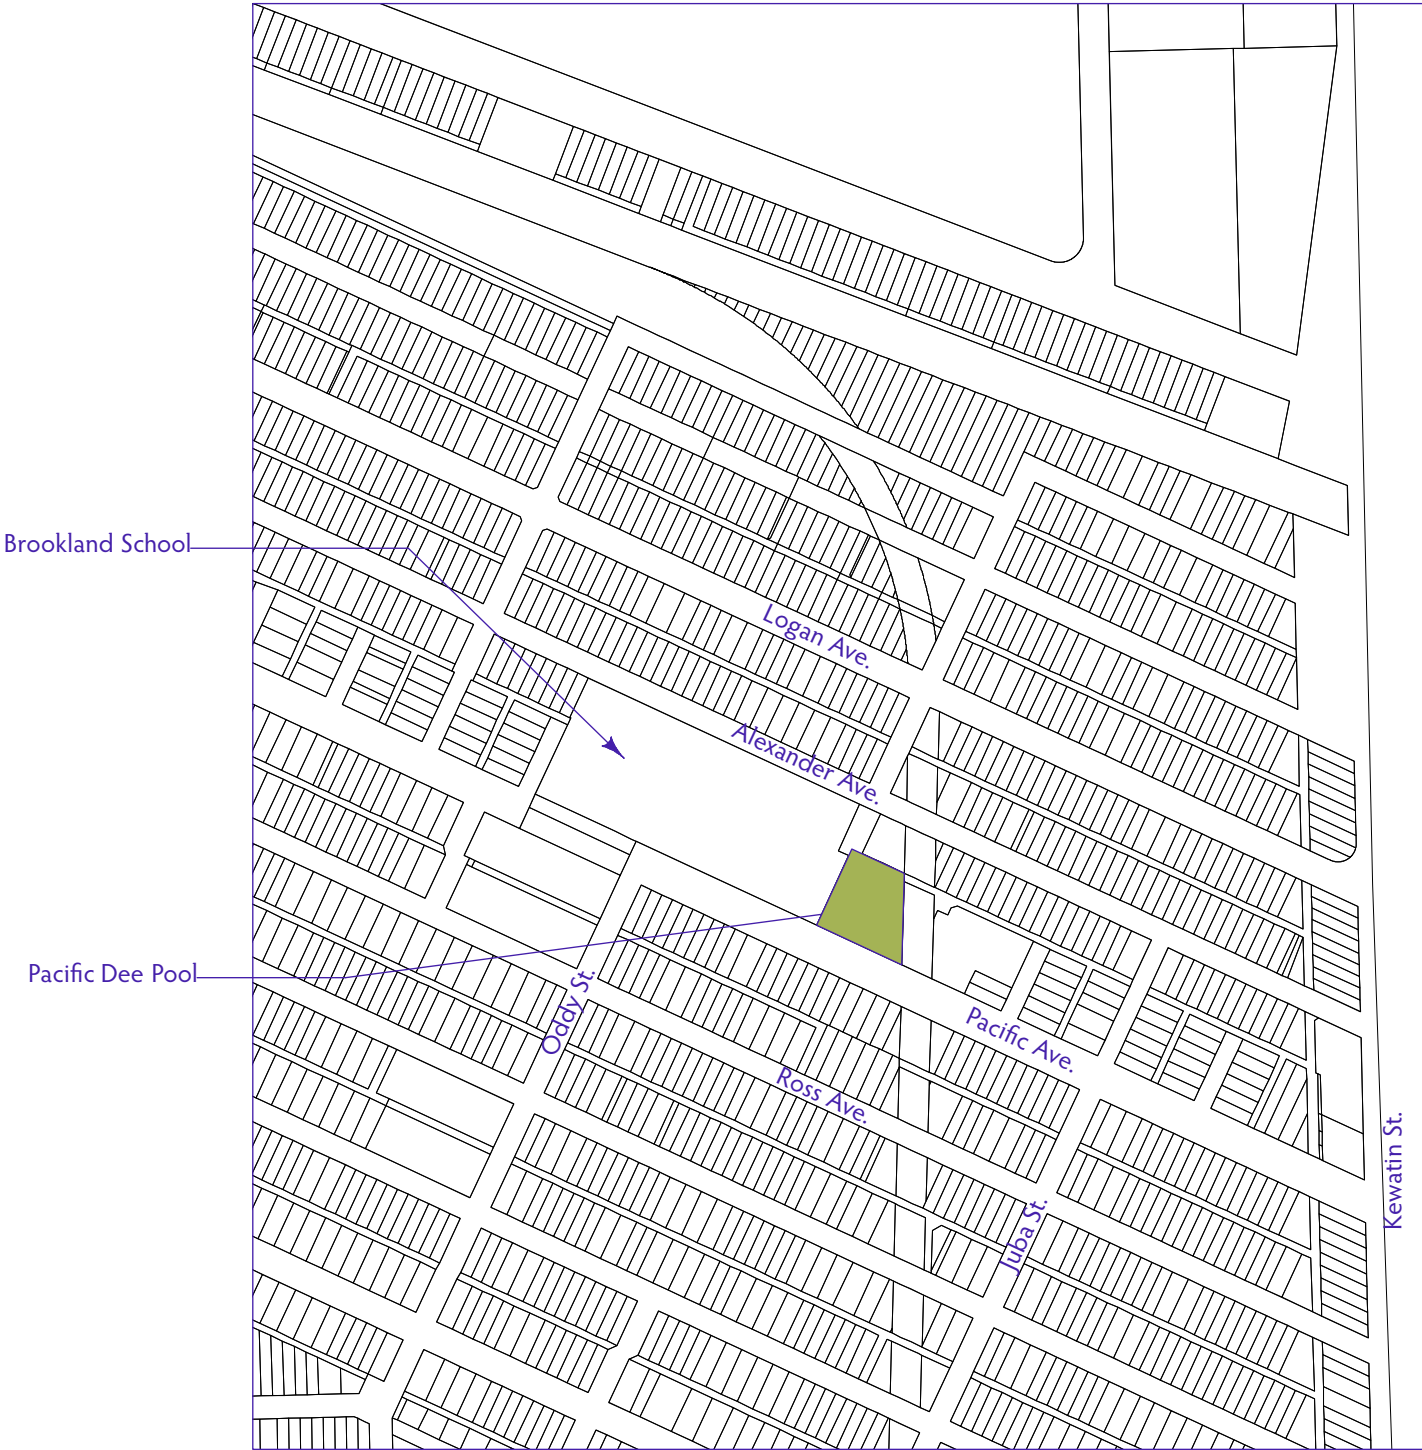 Brookland School
Logan Ave.
Alexander Ave.
Pacific Dee Pool
Oddy St.
Pacific Ave.
Ross Ave.
Juba St.
Kewatin St.